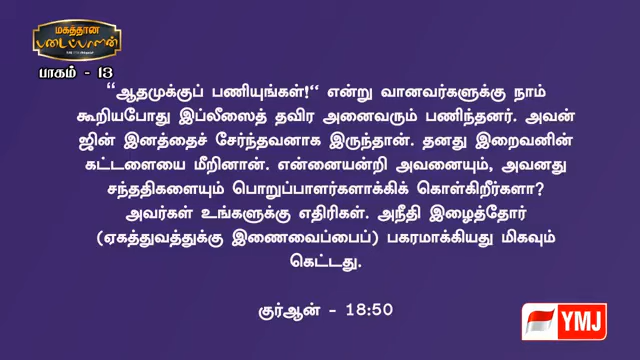 மகத்தான
படைப்பாளன்
பாகம் - 13
“ஆதமுக்குப் பணியுங்கள்!“ என்று வானவர்களுக்கு நாம்
கூறியபோது இப்லீஸைத் தவிர அனைவரும் பணிந்தனர். அவன்
ஜின் இனத்தைச் சேர்ந்தவனாக இருந்தான். தனது இறைவனின்
கட்டளையை மீறினான். என்னையன்றி அவனையும், அவனது
சந்ததிகளையும் பொறுப்பாளர்களாக்கிக் கொள்கிறீர்களா?
அவர்கள் உங்களுக்கு எதிரிகள். அநீதி இழைத்தோர்
(ஏகத்துவத்துக்கு இணைவைப்பைப்) பகரமாக்கியது மிகவும்
கெட்டது.
குர்ஆன் - 18:50
YMJ